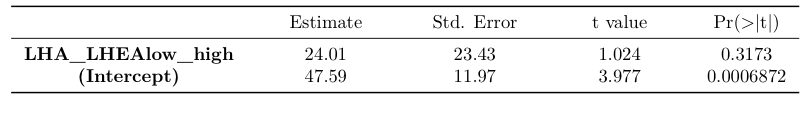 Estimate Std. Error t value Pr(>|t|)
LHA_LHEAlow_high 24.01 23.43 1.024 0.3173
(Intercept) 47.59 11.97 3.977 0.0006872